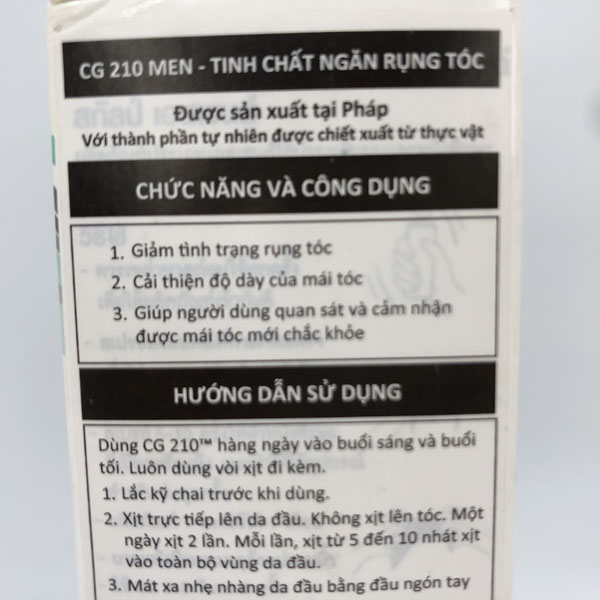 CG 210 MEN - TINH CHẤT NGĂN RỤNG TÓC
Được sản xuất tại Pháp
Với thành phần tự nhiên được chiết xuất từ thực vật
CHỨC NĂNG VÀ CÔNG DỤNG
1. Giảm tình trạng rụng tóc
2. Cải thiện độ dày của mái tóc
3. Giúp người dùng quan sát và cảm nhận
được mái tóc mới chắc khỏe
HƯỚNG DẪN SỬ DỤNG
Dùng CG 210™ hàng ngày vào buổi sáng và buổi
tối. Luôn dùng vòi xịt đi kèm.
1. Lắc kỹ chai trước khi dùng.
2. Xịt trực tiếp lên da đầu. Không xịt lên tóc. Một
ngày xịt 2 lần. Mỗi lần, xịt từ 5 đến 10 nhát xịt
vào toàn bộ vùng da đầu.
3. Mát xa nhẹ nhàng da đầu bằng đầu ngón tay